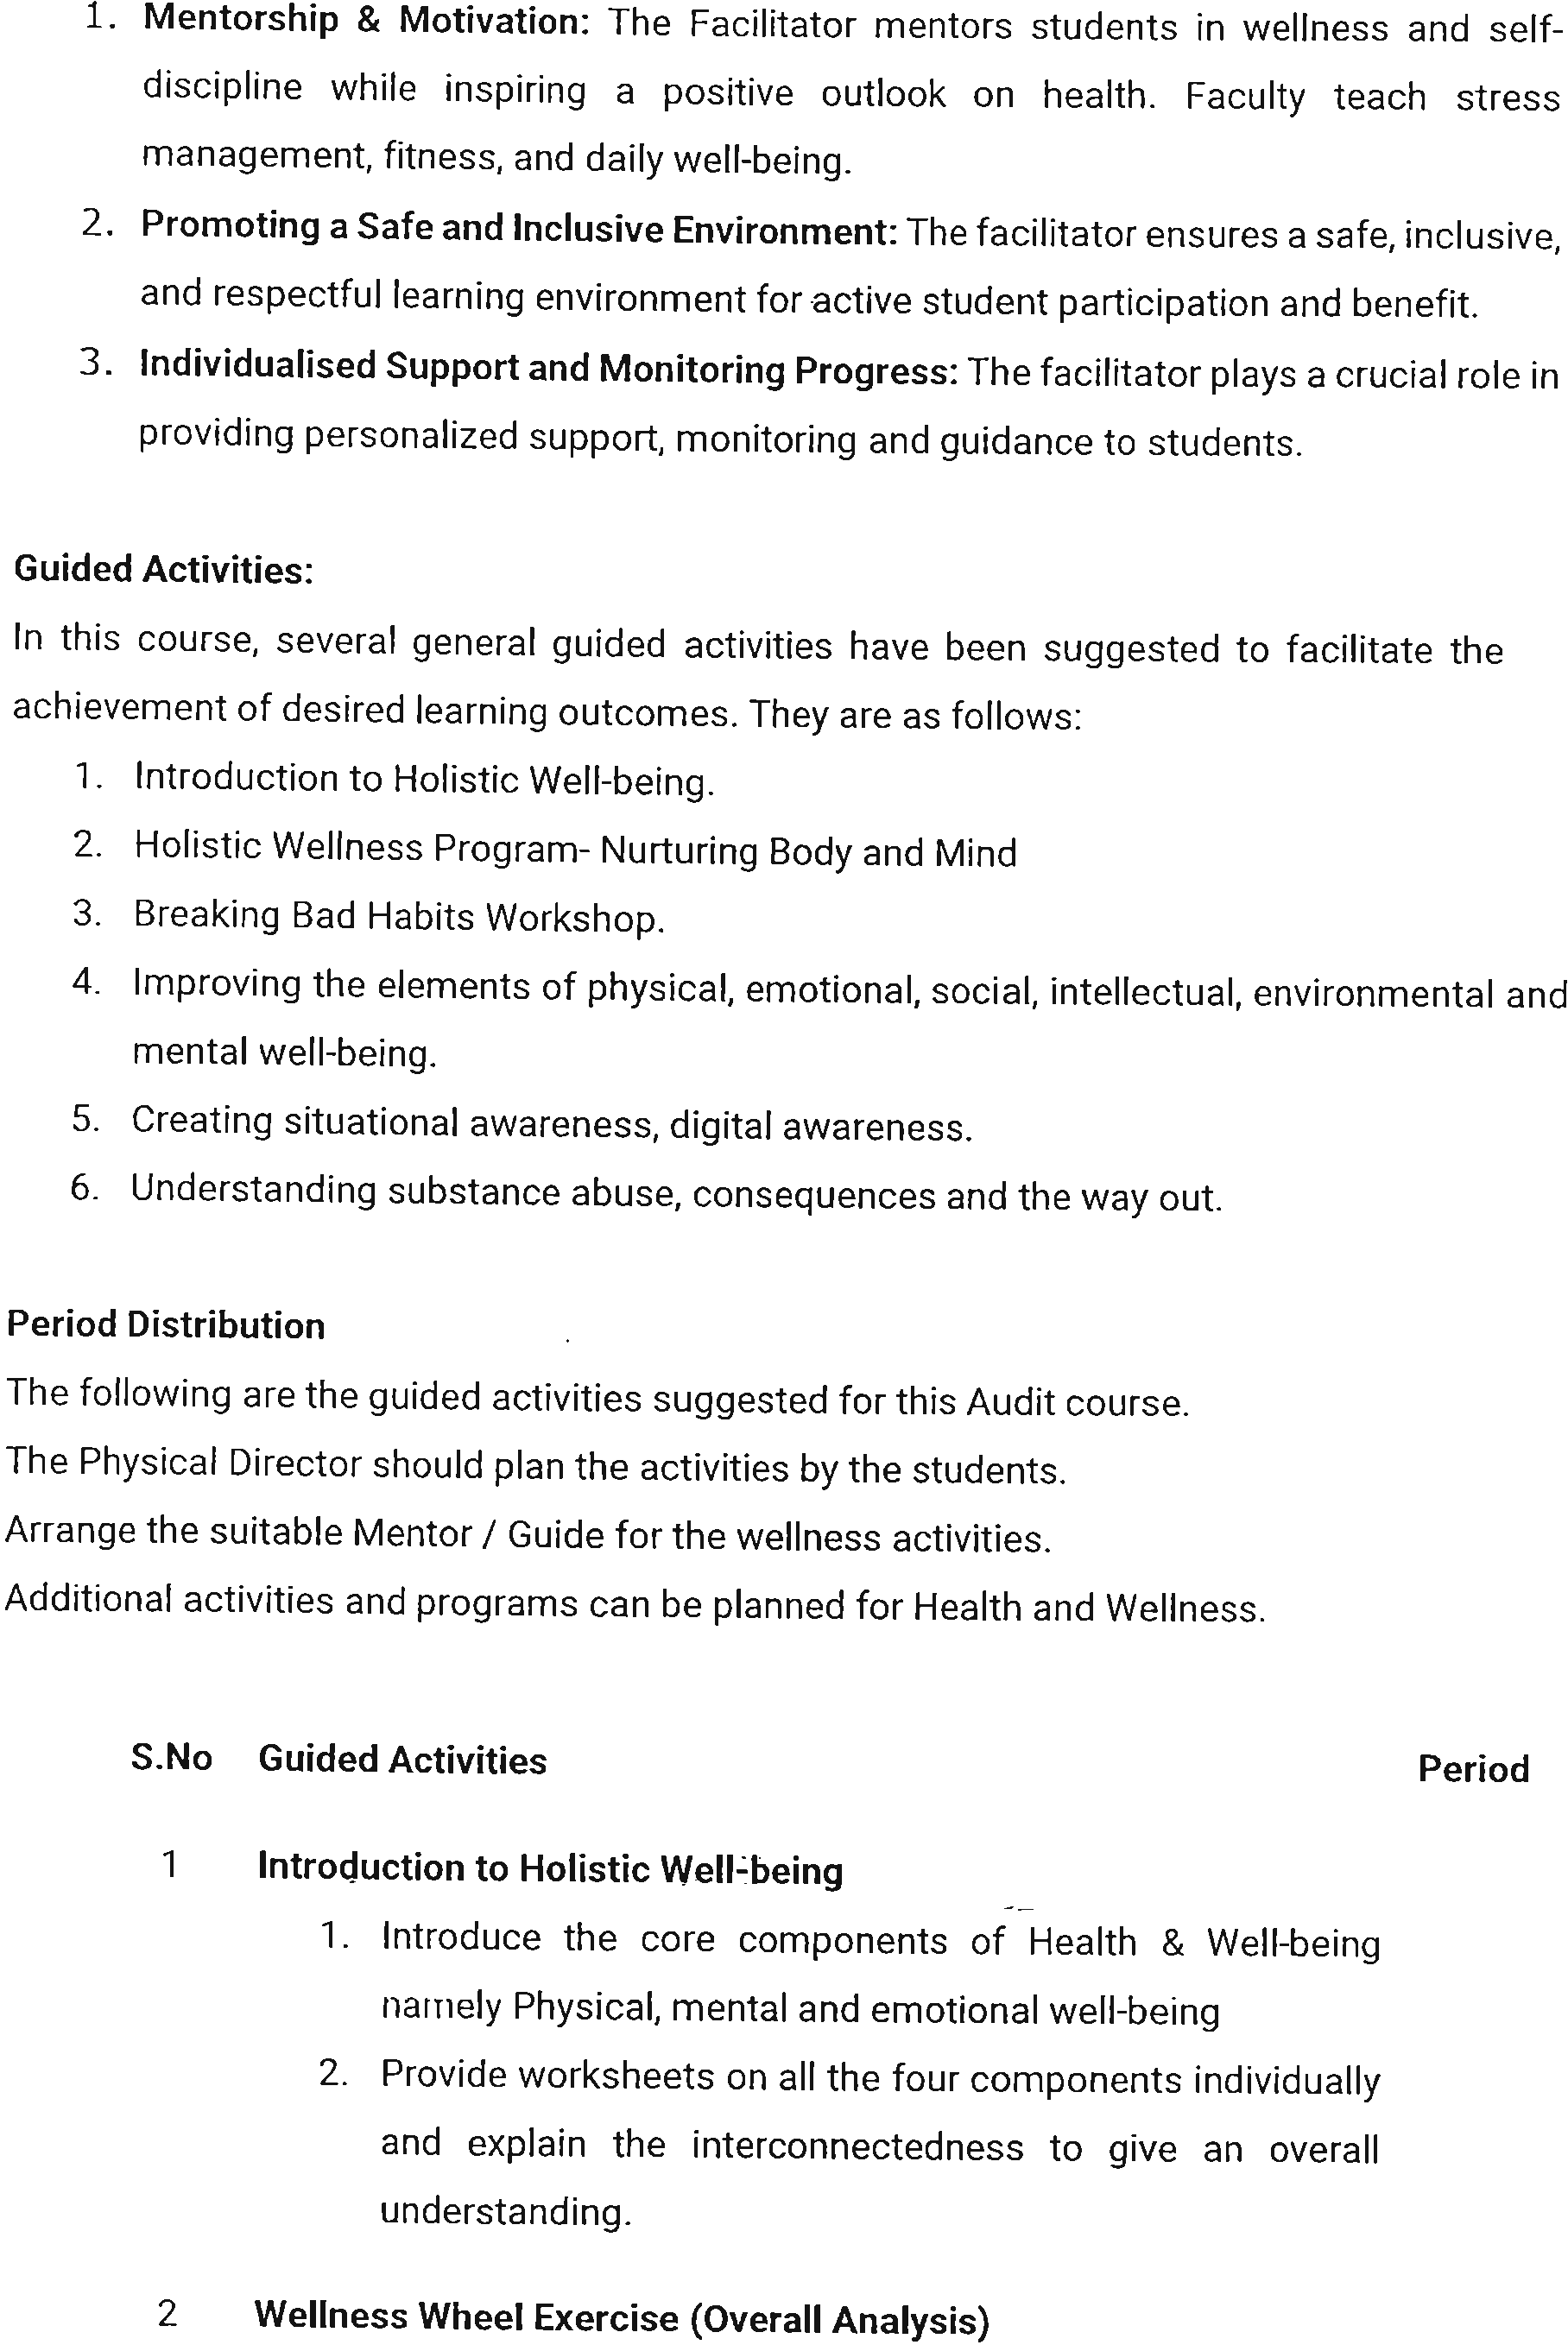 1. Mentorship & Motivation: The Facilitator mentors students in wellness and self-
discipline while inspiring a positive outlook on health. Faculty teach stress
management, fitness, and daily well-being.
2. Promoting a Safe and Inclusive Environment: The facilitator ensures a safe, inclusive,
and respectful learning environment for active student participation and benefit.
3. Individualised Support and Monitoring Progress: The facilitator plays a crucial role in
providing personalized support, monitoring and guidance to students.
Guided Activities:
In this course, several general guided activities have been suggested to facilitate the
achievement of desired learning outcomes. They are as follows:
1. Introduction to Holistic Well-being.
2. Holistic Wellness Program- Nurturing Body and Mind
3. Breaking Bad Habits Workshop.
4. Improving the elements of physical, emotional, social, intellectual, environmental and
mental well-being.
5. Creating situational awareness, digital awareness.
6. Understanding substance abuse, consequences and the way out.
Period Distribution
The following are the guided activities suggested for this Audit course.
The Physical Director should plan the activities by the students.
Arrange the suitable Mentor / Guide for the wellness activities.
Additional activities and programs can be planned for Health and Wellness.
S.No Guided Activities Period
1 Introduction to Holistic Well-being
1. Introduce the core components of Health & Well-being
namely Physical, mental and emotional well-being
2. Provide worksheets on all the four components individually
and explain the interconnectedness to give an overall
understanding.
2 Wellness Wheel Exercise (Overall Analysis)